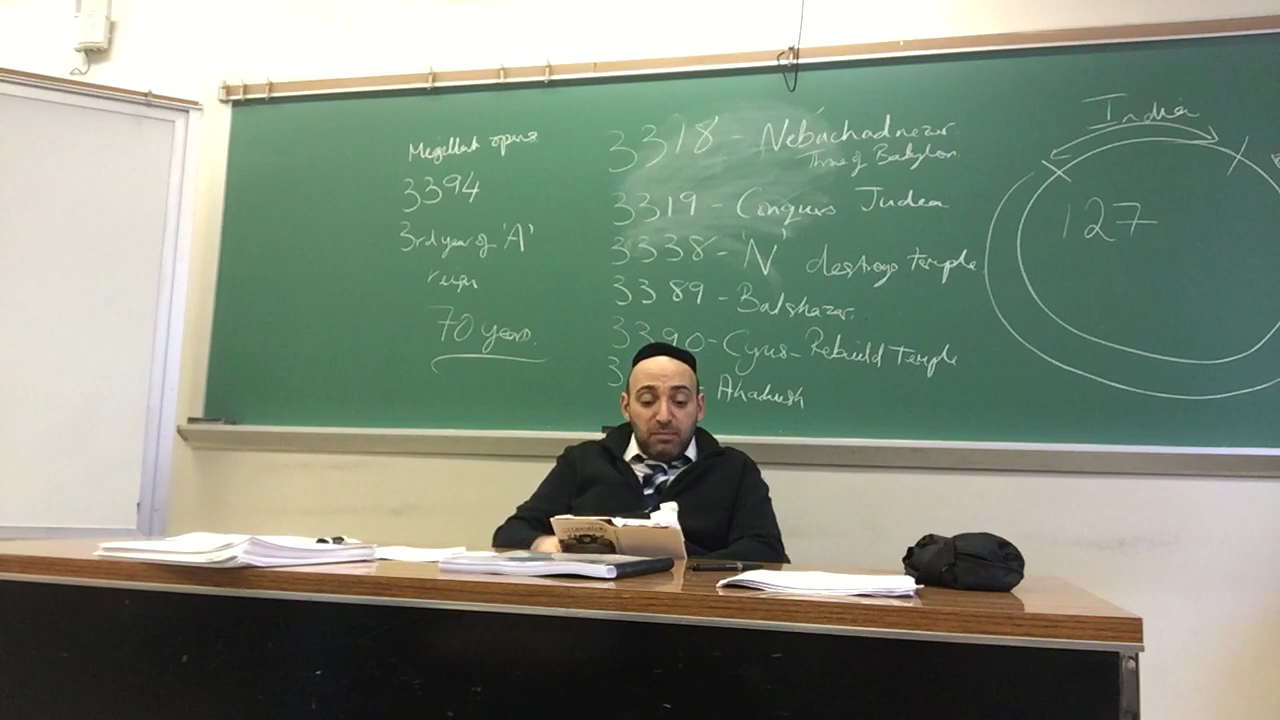 Megillah opens
3394
3rd year of 'A'
reign
70 years.
3318 - Nebuchadnezar
Throne of Babylon
3319 - Conquers Judea
3338 - 'N' destroys temple
3389 - Balshazar
3390 - Cyrus - Rebuild Temple
3
India
127